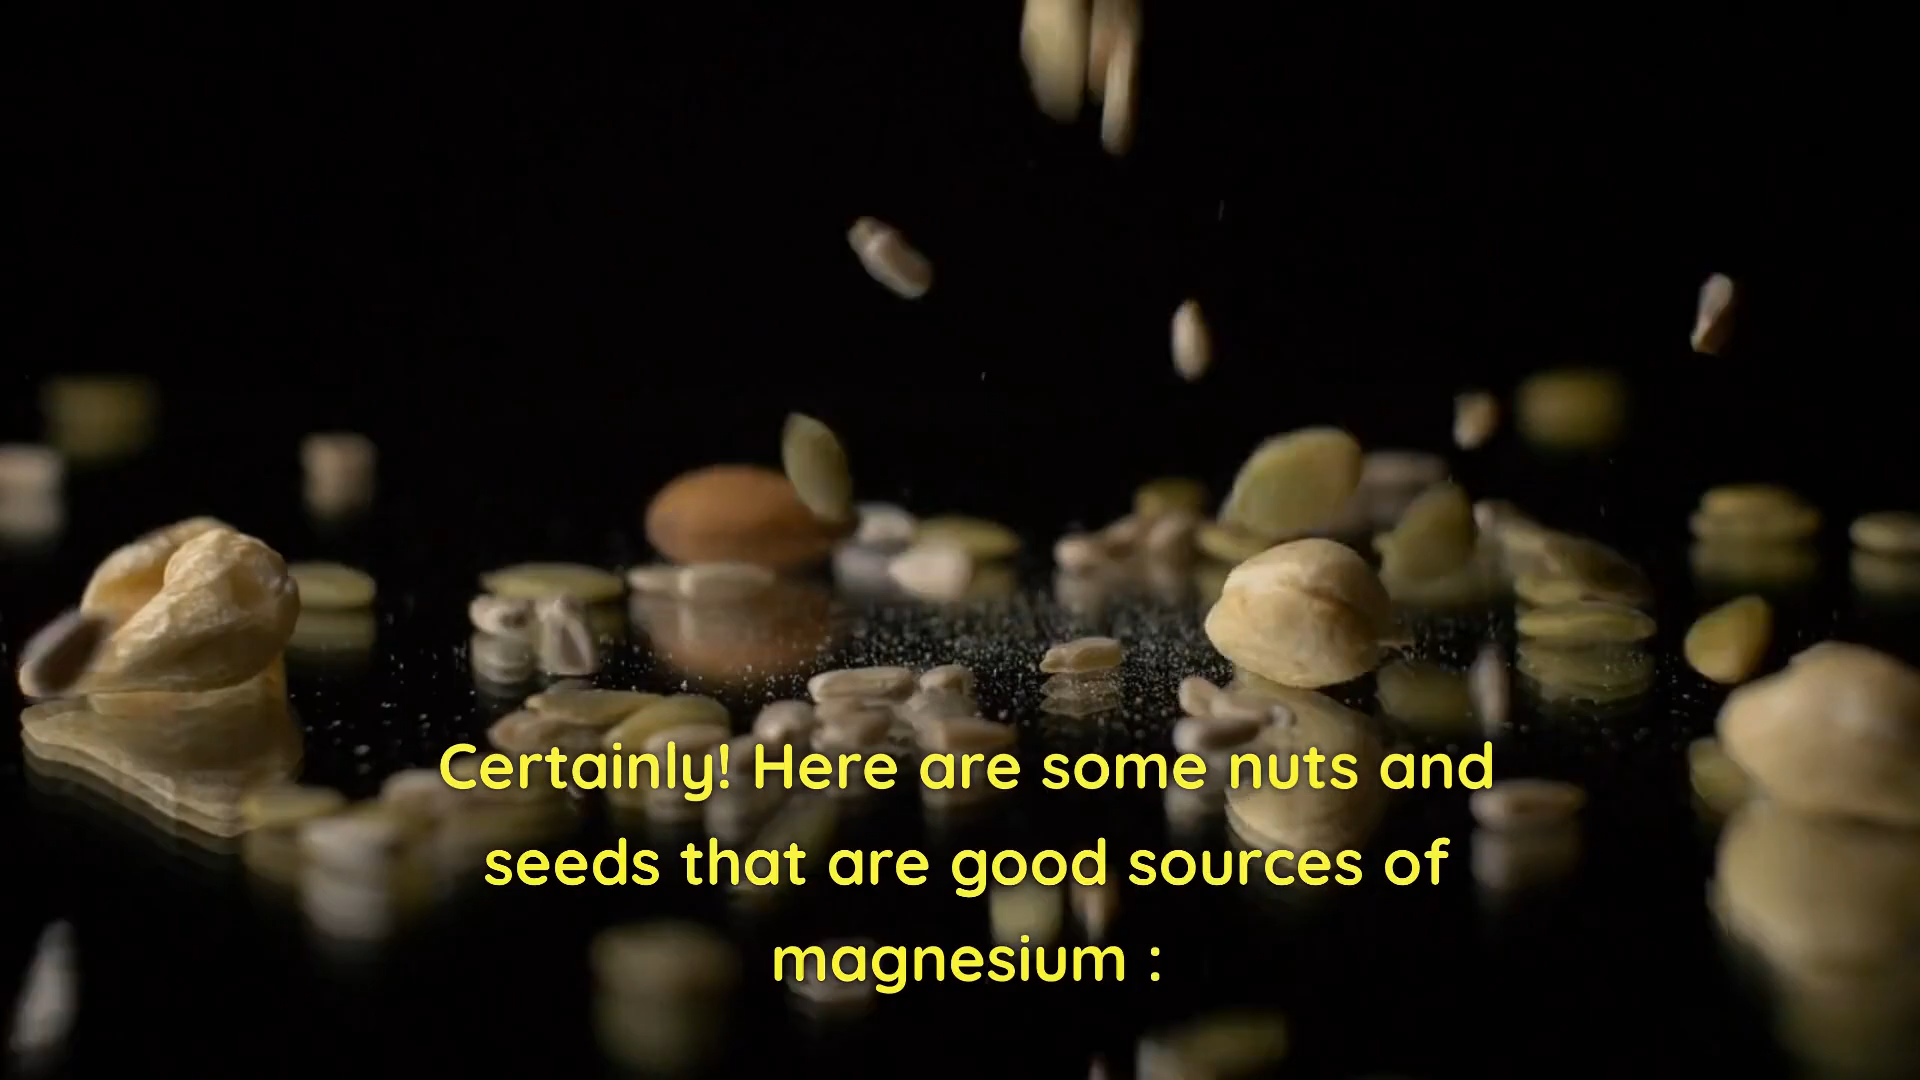 Certainly! Here are some nuts and
seeds that are good sources of
magnesium :